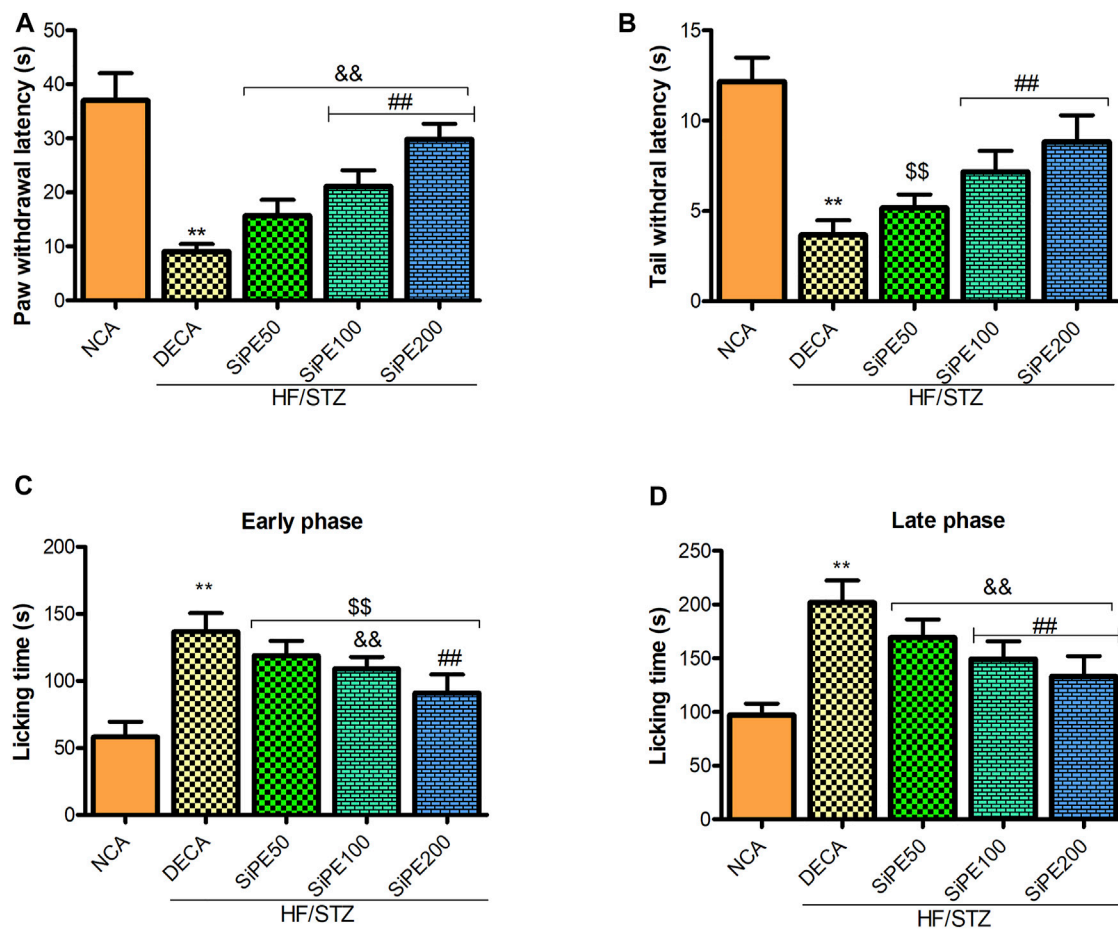 A
Paw withdrawal latency (s)
50
40
30
20
10
0
&&
##
**
NCA
DECA
SiPE50
SiPE100
SiPE200
HF/STZ
B
Tail withdral latency (s)
15
10
5
0
##
$$
**
NCA
DECA
SiPE50
SiPE100
SiPE200
HF/STZ
C
Early phase
Licking time (s)
200
150
100
50
0
**
$$
&&
##
NCA
DECA
SiPE50
SiPE100
SiPE200
HF/STZ
D
Late phase
Licking time (s)
250
200
150
100
50
0
**
&&
##
NCA
DECA
SiPE50
SiPE100
SiPE200
HF/STZ